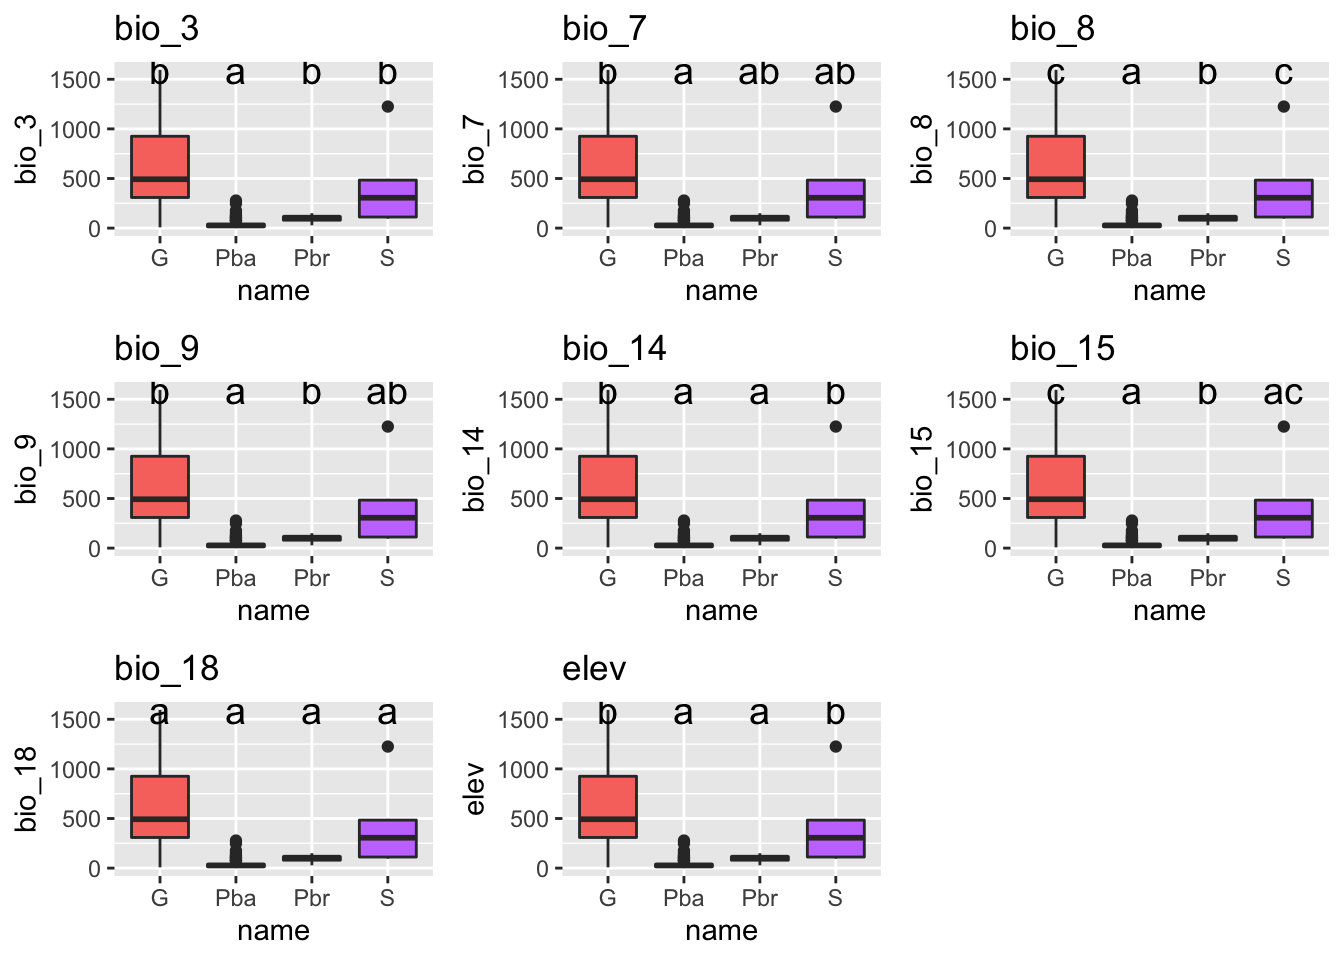 bio_3
b a b b
bio_3
1500
1000
500
0
G Pba Pbr S
name
bio_7
b a ab ab
bio_7
1500
1000
500
0
G Pba Pbr S
name
bio_8
c a b c
bio_8
1500
1000
500
0
G Pba Pbr S
name
bio_9
b a b ab
bio_9
1500
1000
500
0
G Pba Pbr S
name
bio_14
b a a b
bio_14
1500
1000
500
0
G Pba Pbr S
name
bio_15
c a b ac
bio_15
1500
1000
500
0
G Pba Pbr S
name
bio_18
a a a a
bio_18
1500
1000
500
0
G Pba Pbr S
name
elev
b a a b
elev
1500
1000
500
0
G Pba Pbr S
name